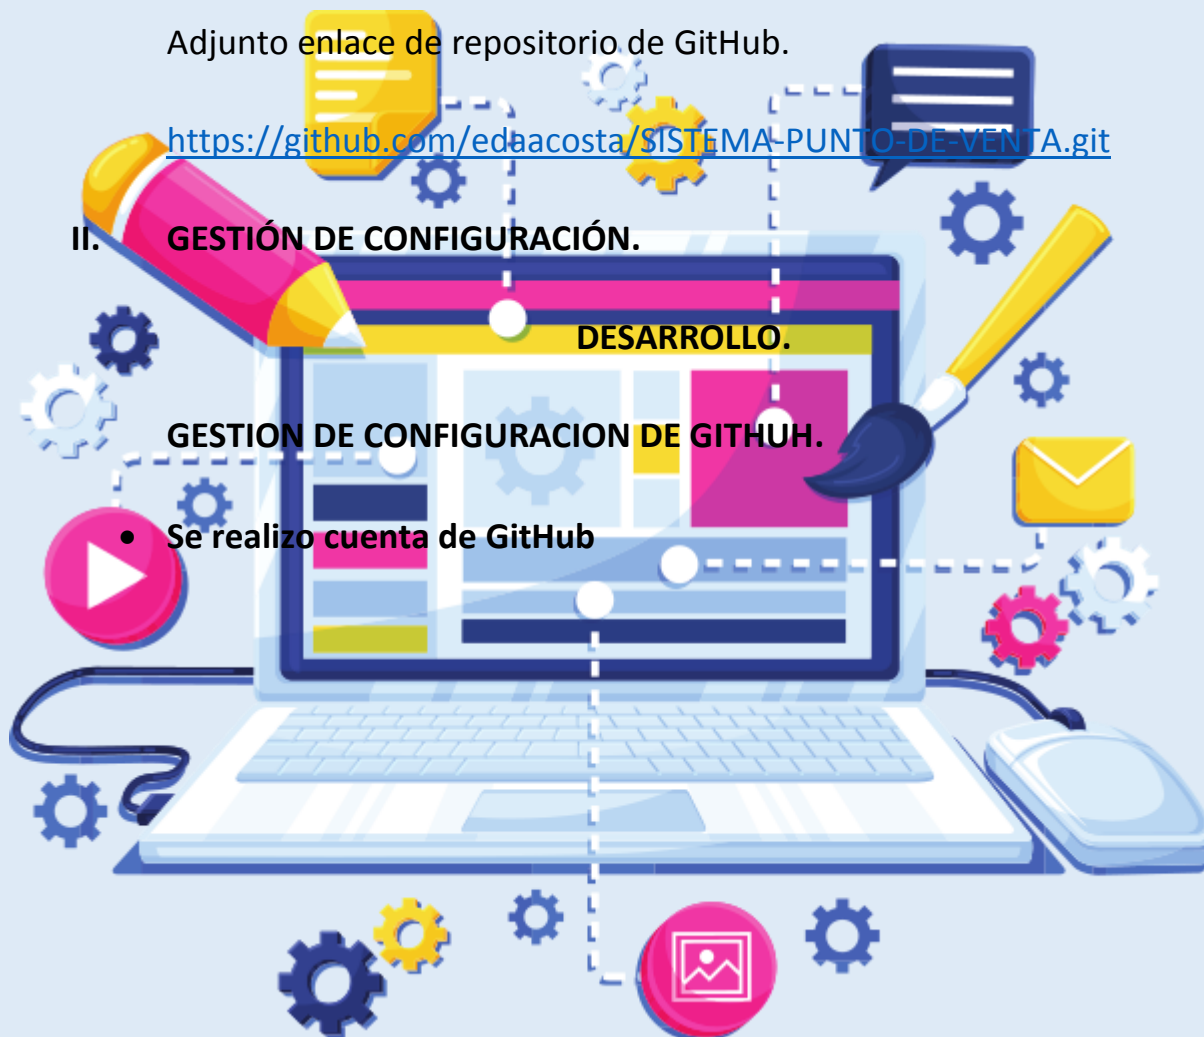 Adjunto enlace de repositorio de GitHub.
https://github.com/edaacosta/SISTEMA-PUNTO-DE-VENTA.git
II. GESTIÓN DE CONFIGURACIÓN.
DESARROLLO.
GESTION DE CONFIGURACION DE GITHUH.
• Se realizo cuenta de GitHub